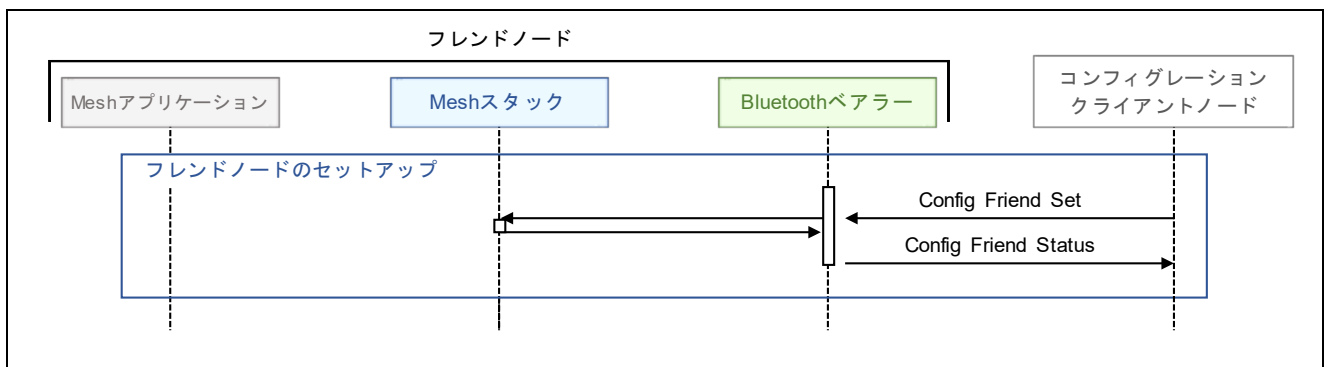 フレンドノード
Meshアプリケーション
Meshスタック
Bluetoothベアラー
コンフィグレーション
クライアントノード
フレンドノードのセットアップ
Config Friend Set
Config Friend Status